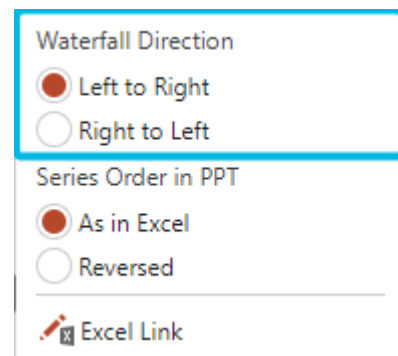 Waterfall Direction
Left to Right
Right to Left
Series Order in PPT
As in Excel
Reversed
Excel Link